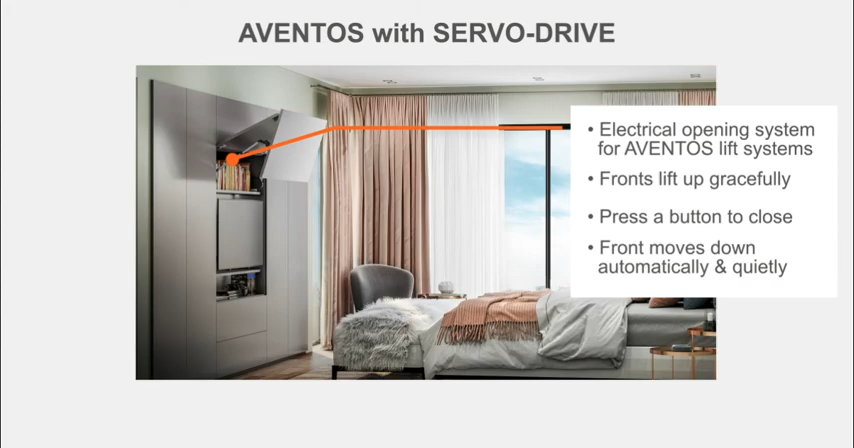 AVENTOS with SERVO-DRIVE
• Electrical opening system
for AVENTOS lift systems
• Fronts lift up gracefully
• Press a button to close
• Front moves down
automatically & quietly